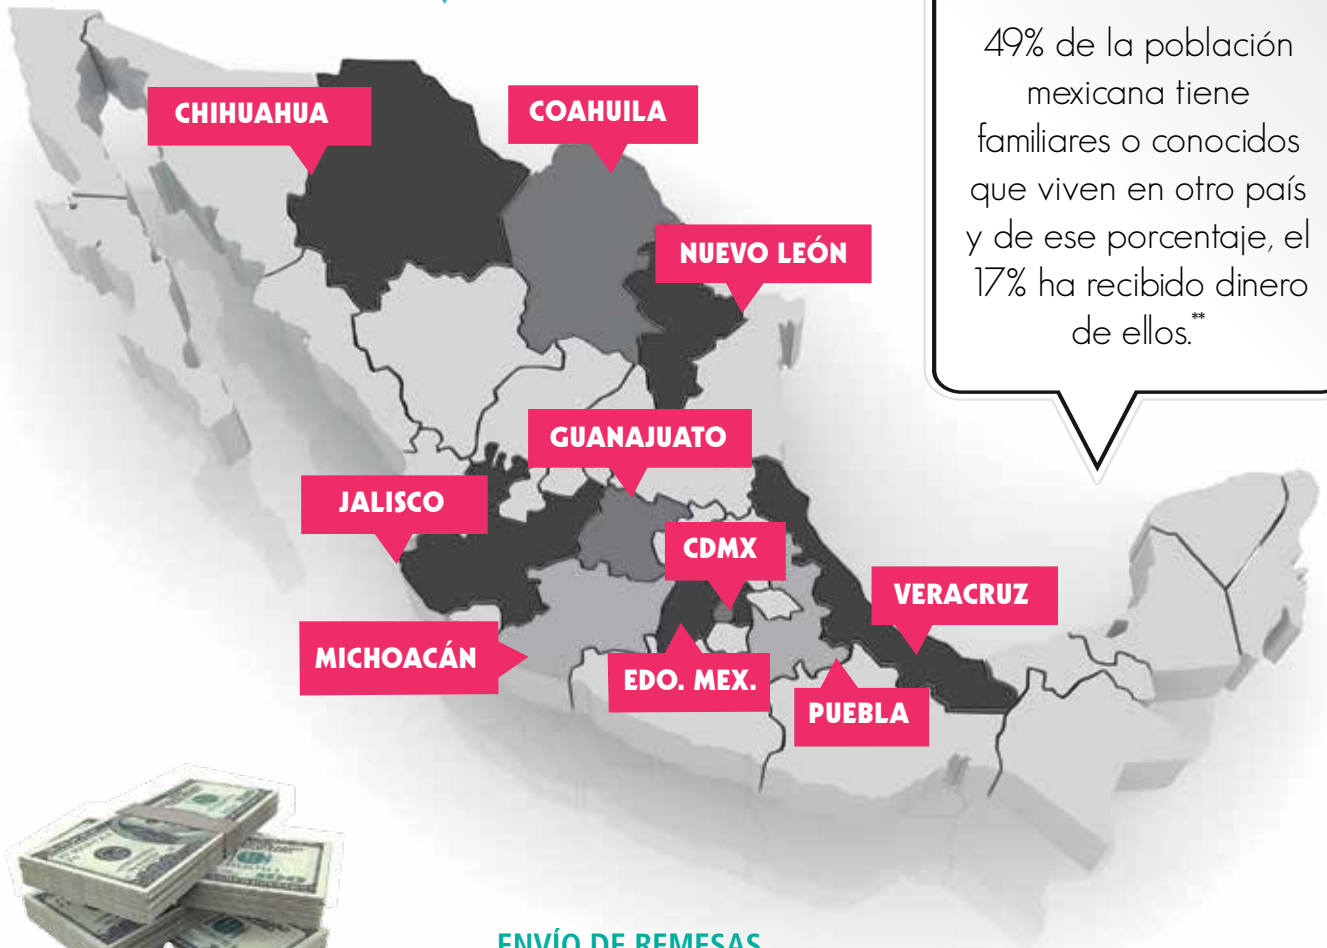 49% de la población
mexicana tiene
familiares o conocidos
que viven en otro país
y de ese porcentaje, el
17% ha recibido dinero
de ellos.**
CHIHUAHUA
COAHUILA
NUEVO LEÓN
GUANAJUATO
JALISCO
CDMX
VERACRUZ
MICHOACÁN
EDO. MEX.
PUEBLA
ENVÍO DE REMESAS